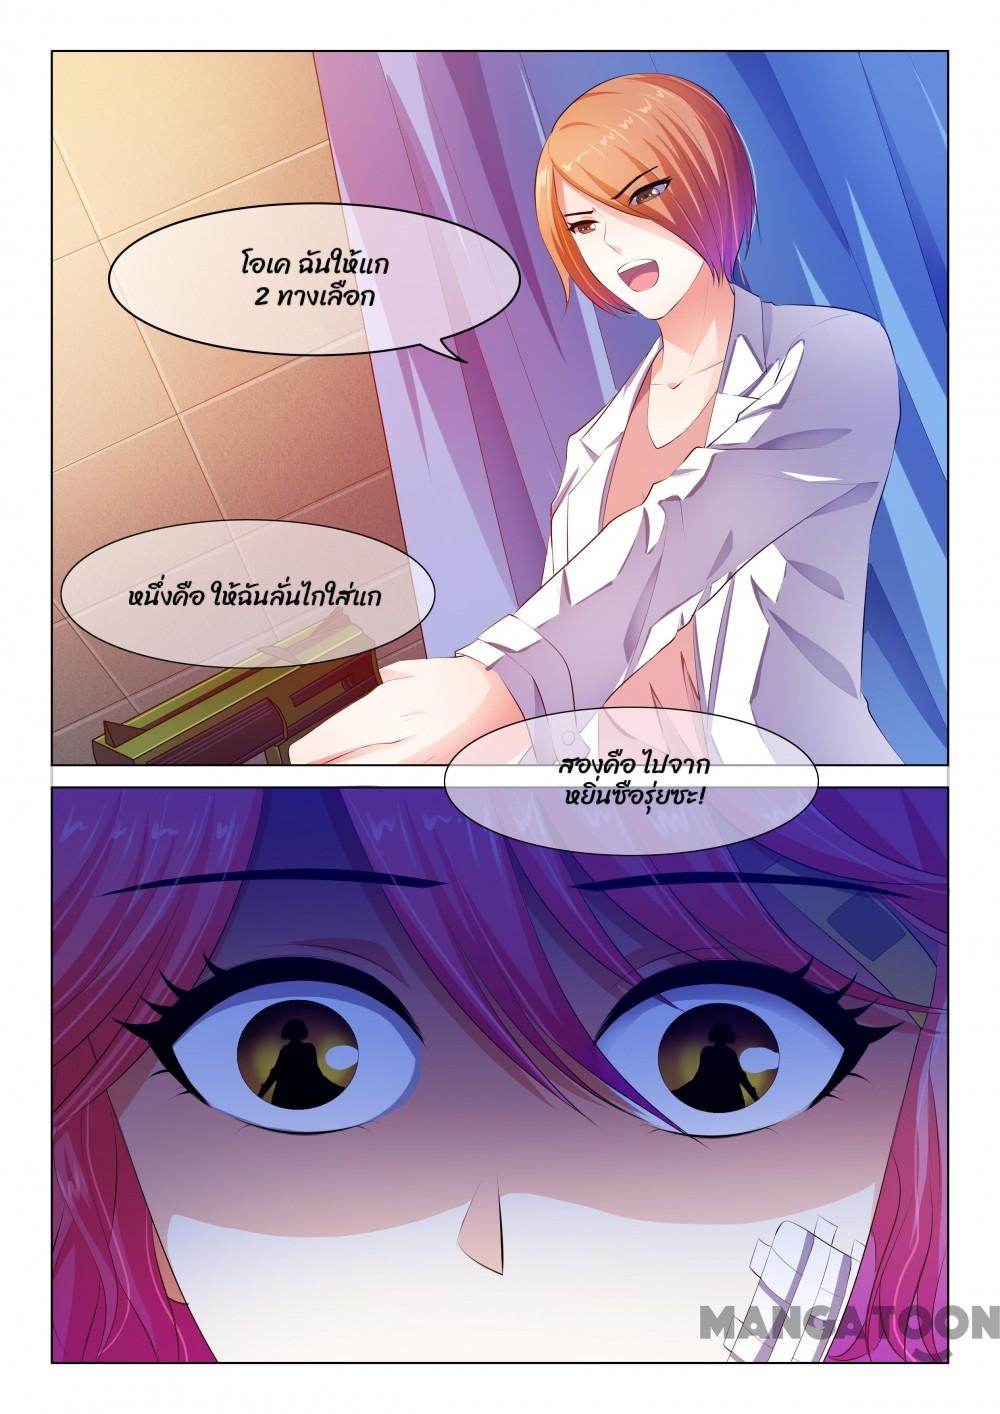 โอเค ฉันให้แก
2 ทางเลือก
หนึ่งคือ ให้ฉันลั่นไกใส่แก
สองคือ ไปจาก
หยิ่นซือรุ่ยซะ!
MANGATOON